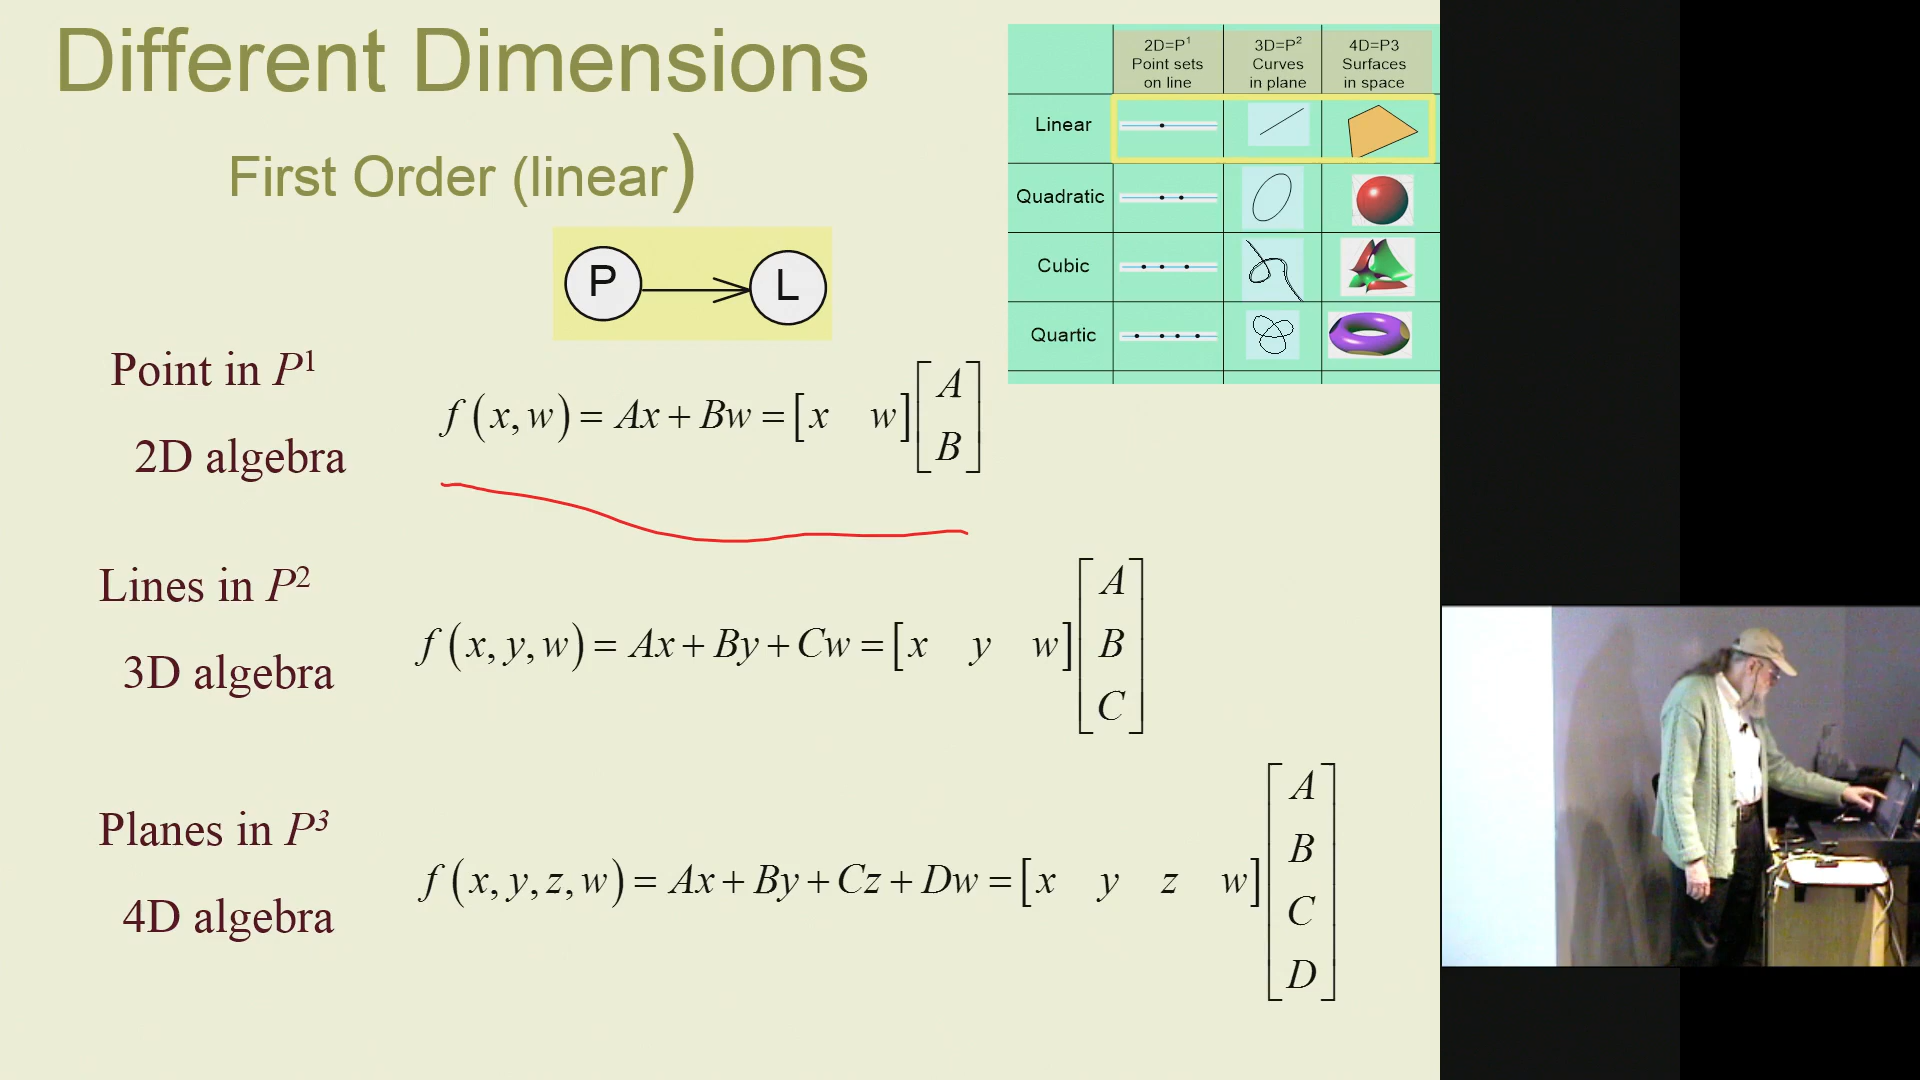 Different Dimensions
First Order (linear)
P L
2D=P¹ Point sets on line
3D=P² Curves in plane
4D=P3 Surfaces in space
Linear
Quadratic
Cubic
Quartic
Point in P¹
2D algebra
f(x,w) = Ax + Bw = [x w] [A B]
Lines in P²
3D algebra
f(x,y,w) = Ax + By + Cw = [x y w] [A B C]
Planes in P³
4D algebra
f(x,y,z,w) = Ax + By + Cz + Dw = [x y z w] [A B C D]